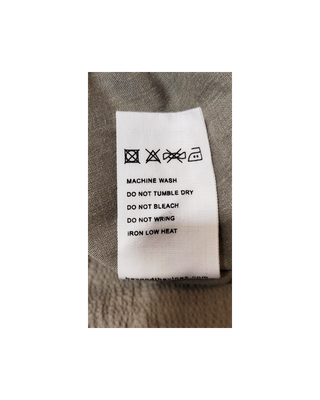 MACHINE WASH
DO NOT TUMBLE DRY
DO NOT BLEACH
DO NOT WRING
IRON LOW HEAT